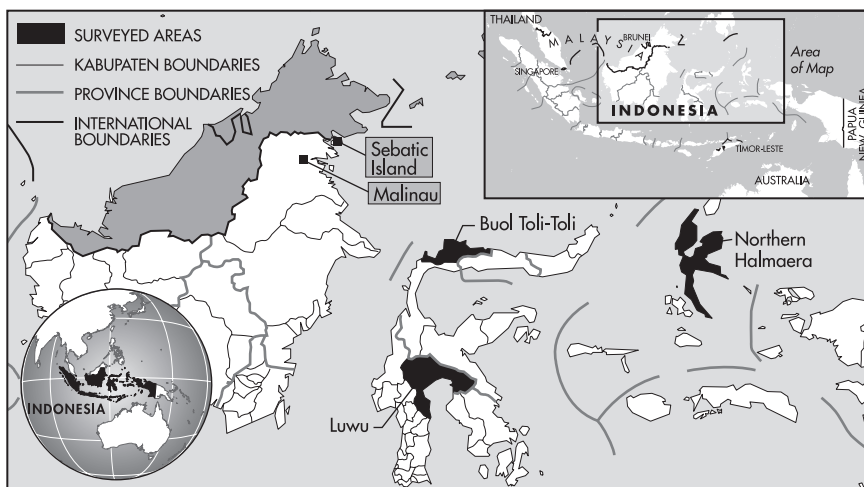 SURVEYED AREAS
KABUPATEN BOUNDARIES
PROVINCE BOUNDARIES
INTERNATIONAL
BOUNDARIES
Sebatic
Island
Malinau
Buol Toli-Toli
Northern
Halmaera
Luwu
INDONESIA
THAILAND
MALAYSIA
BRUNEI
SINGAPORE
INDONESIA
Area
of Map
PAPUA
NEW GUINEA
TIMOR-LESTE
AUSTRALIA